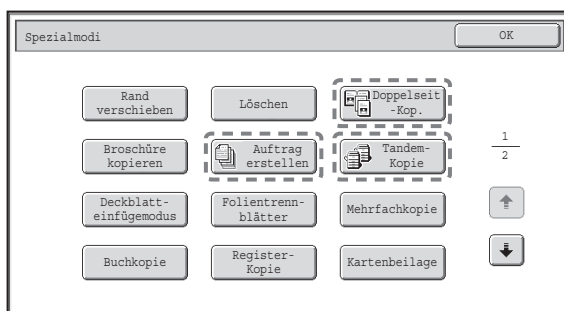 Spezialmodi
OK
Rand
verschieben
Löschen
Doppelseit
-Kop.
Broschüre
kopieren
Auftrag
erstellen
Tandem-
Kopie
1
2
Deckblatt-
einfügemodus
Folientrenn-
blätter
Mehrfachkopie
Buchkopie
Register-
Kopie
Kartenbeilage